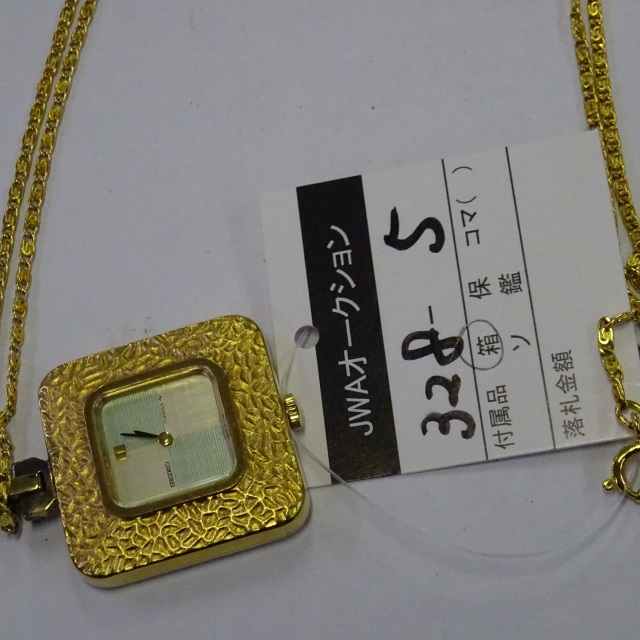 JWAオークション
328-5
付属品 箱 保 コマ( )
ソ 鑑
落札金額